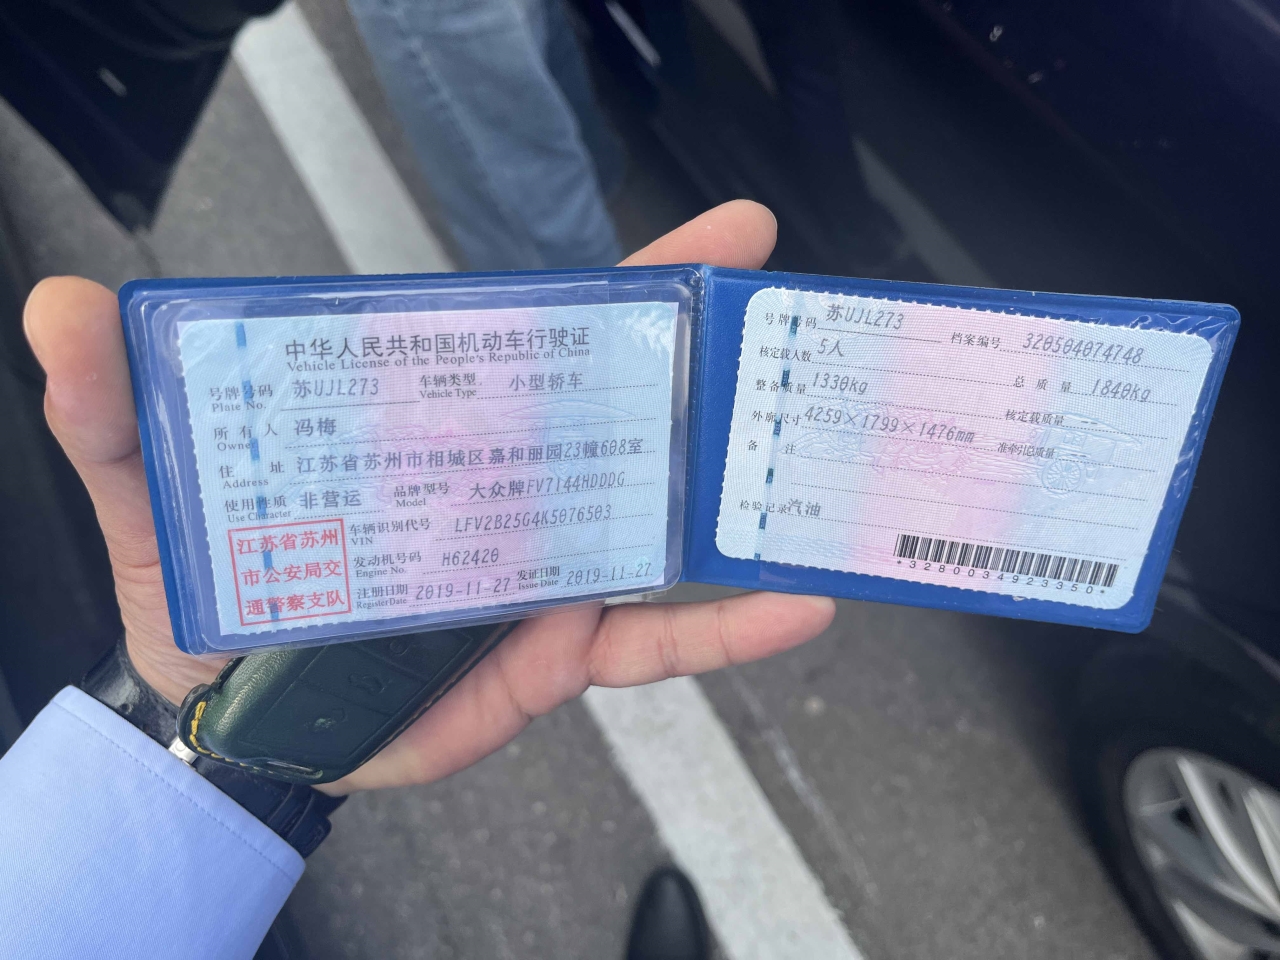 中华人民共和国机动车行驶证
Vehicle License of the People's Republic of China
号牌号码 苏UJL273 车辆类型 小型轿车
Plate No. Vehicle Type
所有人 冯梅
Owner
住址 江苏省苏州市相城区嘉和丽园23幢608室
Address
使用性质 非营运 品牌型号 大众牌FV7144HDDDG
Use Character Model
江苏省苏州
市公安局交
通警察支队
车辆识别代号 LFV2B25G4K5076503
VIN
发动机号码 H62420
Engine No.
注册日期 2019-11-27 发证日期 2019-11-27
Register Date Issue Date
号牌号码 苏UJL273 档案编号 320504074748
核定载人数 5人 总质量 1840kg
整备质量 1330kg 核定载质量 --
外廓尺寸 4259×1799×1476mm 准牵引总质量 --
备注
检验记录 汽油
*3280034923350*